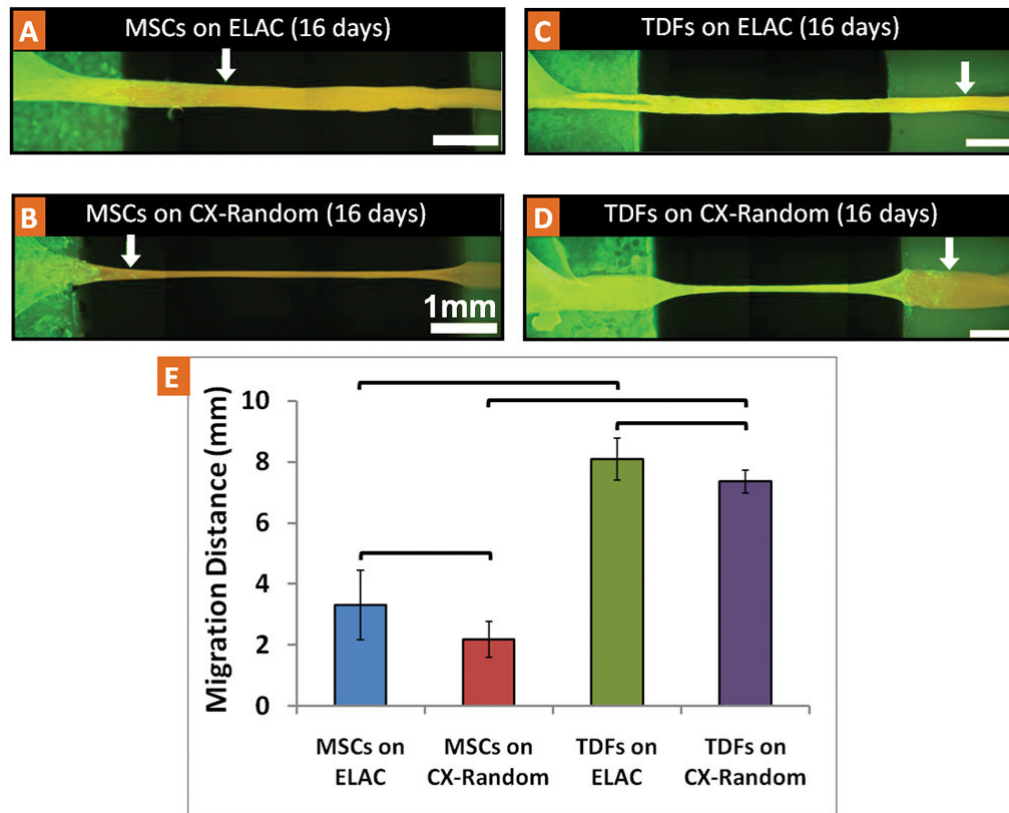 A
MSCs on ELAC (16 days)
C
TDFs on ELAC (16 days)
B
MSCs on CX-Random (16 days)
1mm
D
TDFs on CX-Random (16 days)
E
Migration Distance (mm)
10
8
6
4
2
0
MSCs on
ELAC
MSCs on
CX-Random
TDFs on
ELAC
TDFs on
CX-Random